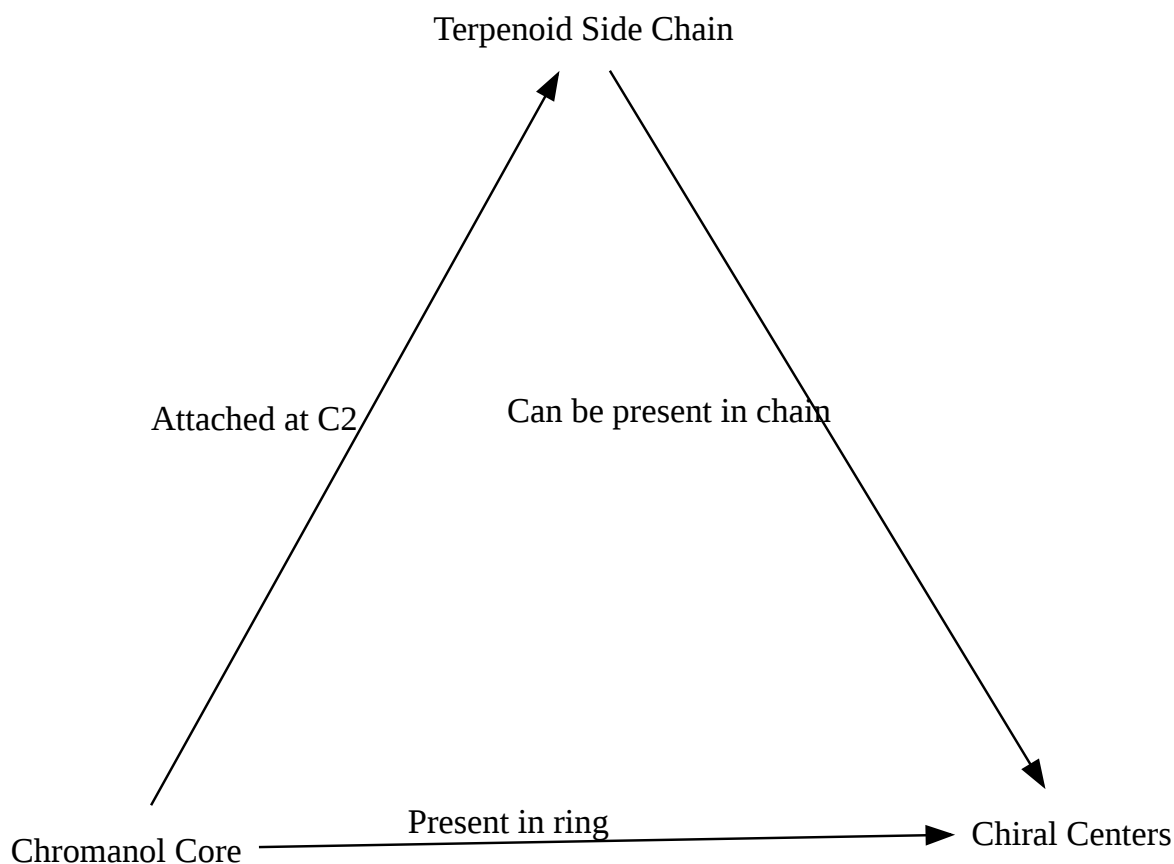 Terpenoid Side Chain
Attached at C2
Can be present in chain
Present in ring
Chromanol Core
Chiral Centers